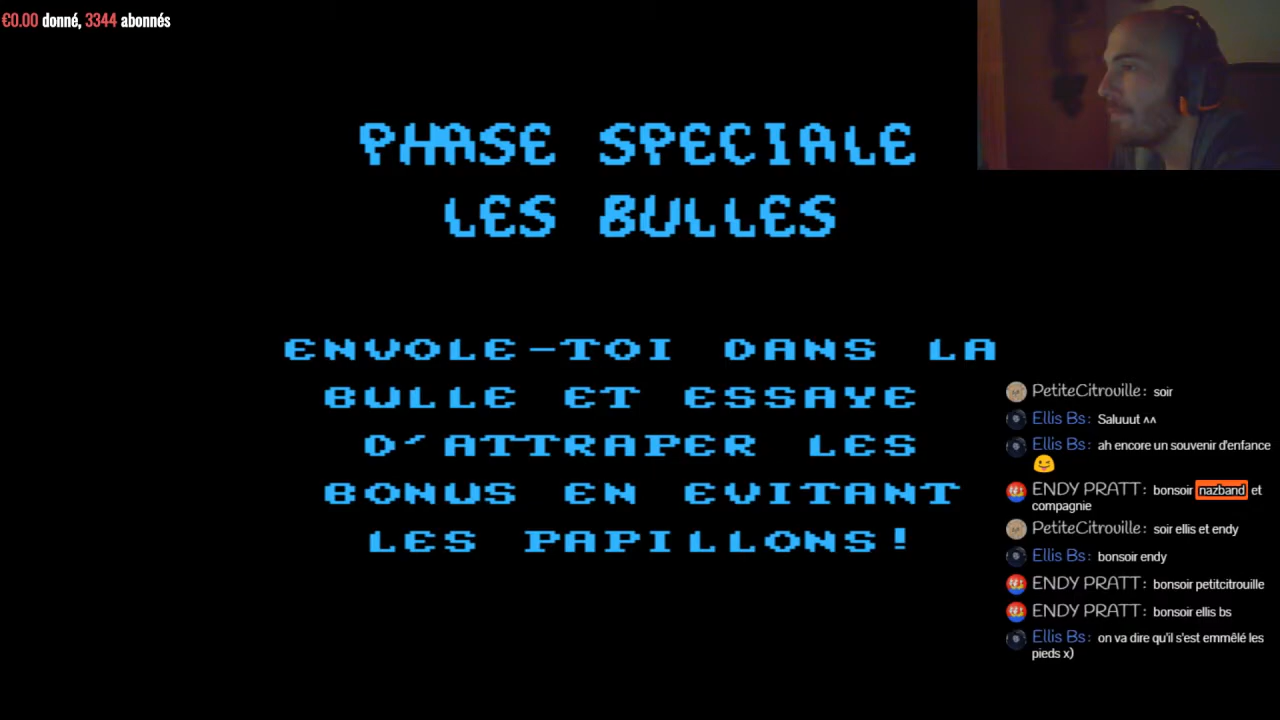 €0.00 donné, 3344 abonnés
PHASE SPECIALE
LES BULLES
ENVOLE-TOI DANS LA
BULLE ET ESSAYE
D'ATTRAPER LES
BONUS EN EVITANT
LES PAPILLONS!
PetiteCitrouille: soir
Ellis Bs: Saluuut ^^
Ellis Bs: ah encore un souvenir d'enfance
😆
ENDY PRATT: bonsoir nazband et
compagnie
PetiteCitrouille: soir ellis et endy
Ellis Bs: bonsoir endy
ENDY PRATT: bonsoir petitcitrouille
ENDY PRATT: bonsoir ellis bs
Ellis Bs: on va dire qu'il s'est emmêlé les
pieds x)